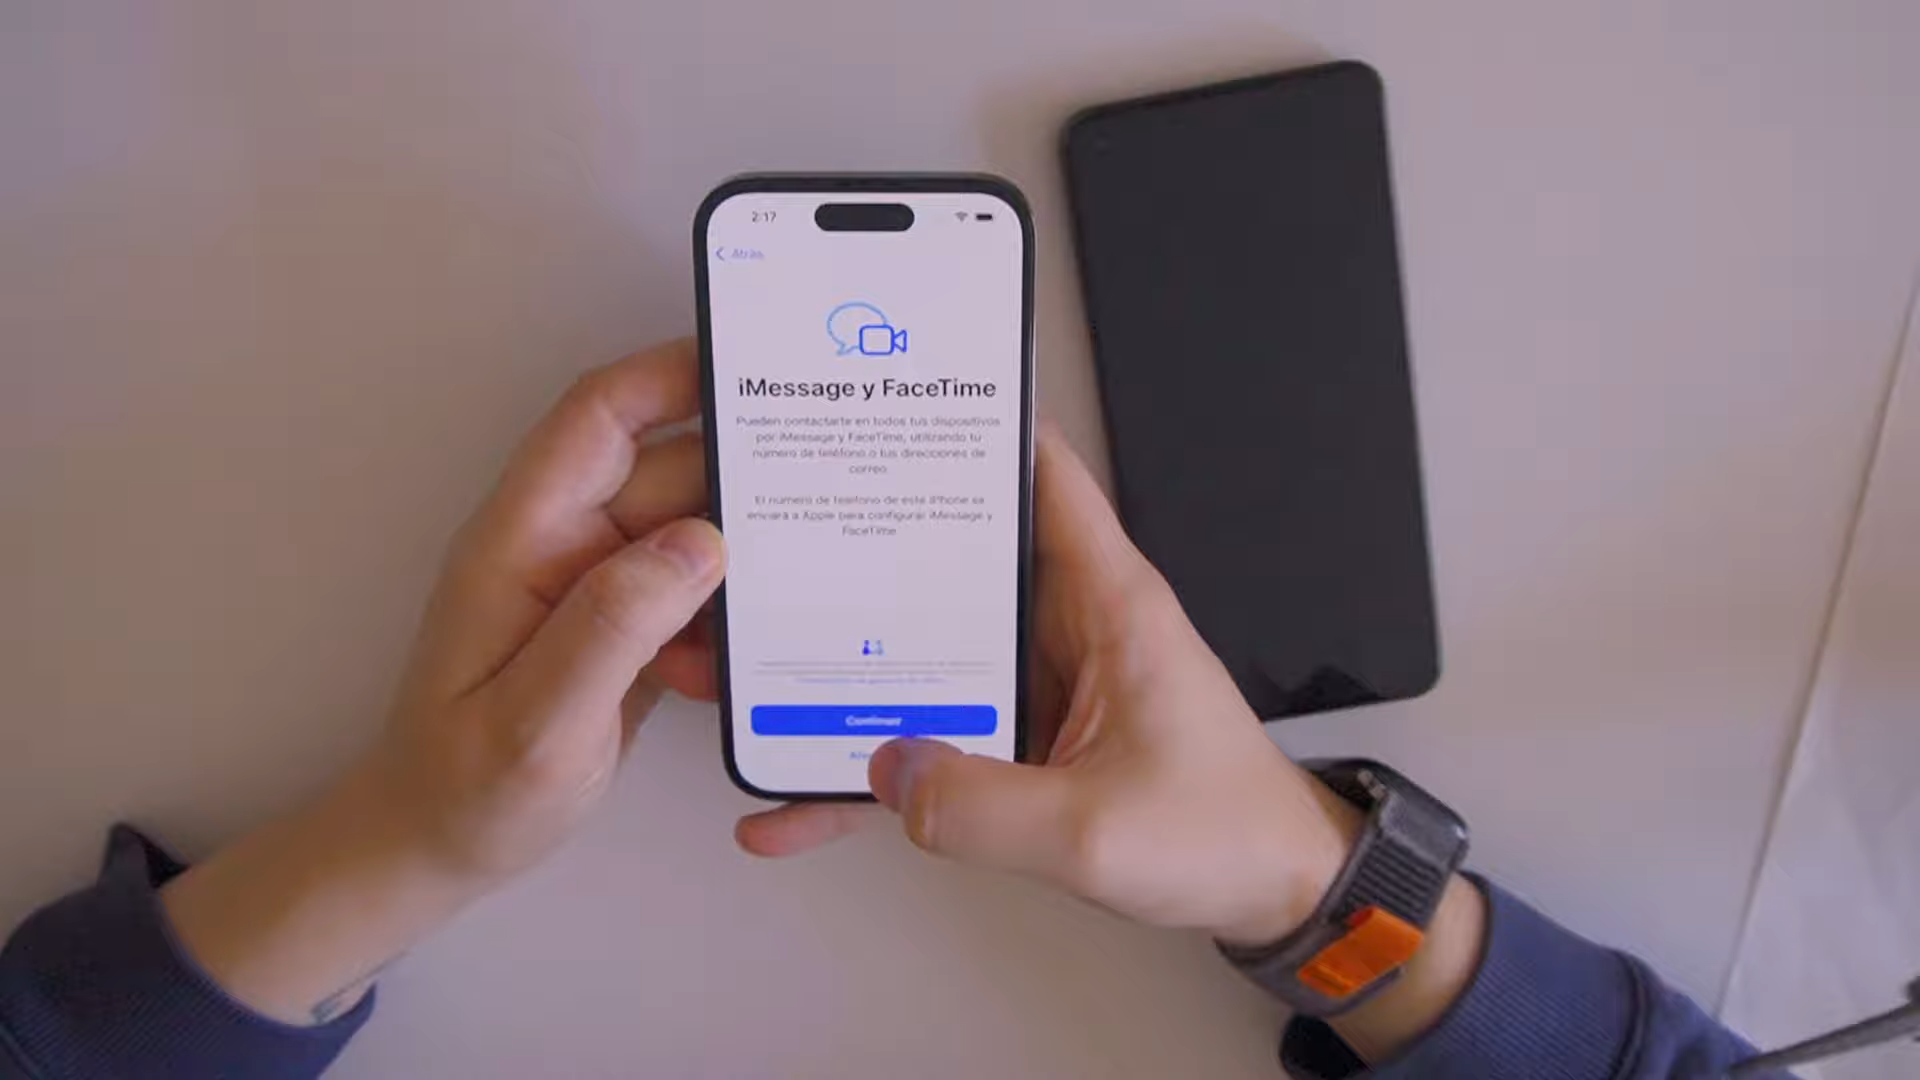 2:17
Atrás
iMessage y FaceTime
Pueden contactarte en todos tus dispositivos
por iMessage y FaceTime, utilizando tu
número de teléfono o tus direcciones de
correo.
El número de teléfono de este iPhone se
enviará a Apple para configurar iMessage y
FaceTime.
Continuar